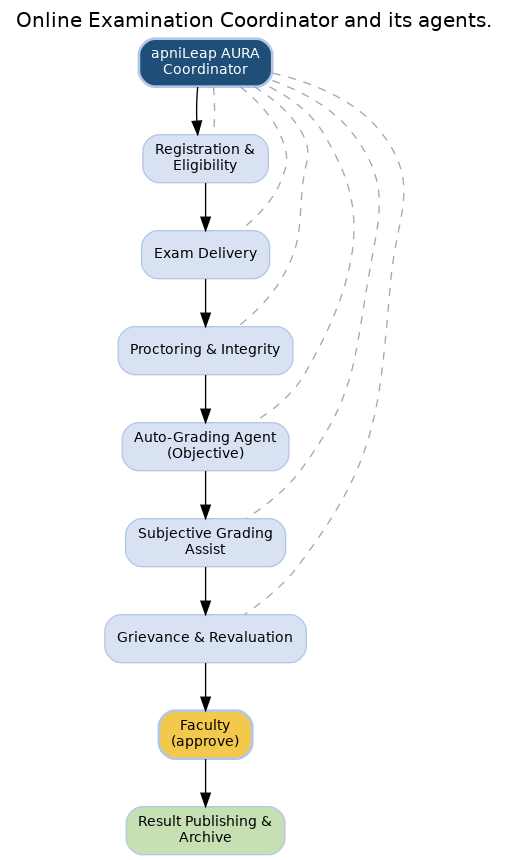 Online Examination Coordinator and its agents.
apniLeap AURA
Coordinator
Registration &
Eligibility
Exam Delivery
Proctoring & Integrity
Auto-Grading Agent
(Objective)
Subjective Grading
Assist
Grievance & Revaluation
Faculty
(approve)
Result Publishing &
Archive